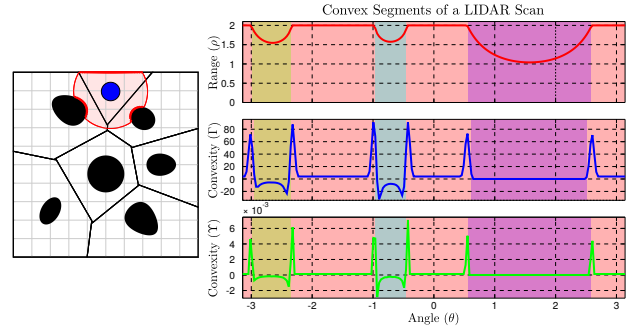 Convex Segments of a LIDAR Scan
Range (ρ)
2
1.5
1
0.5
0
Convexity (Γ)
80
60
40
20
0
-20
× 10⁻³
Convexity (Υ)
6
4
2
0
-2
-3 -2 -1 0 1 2 3
Angle (θ)